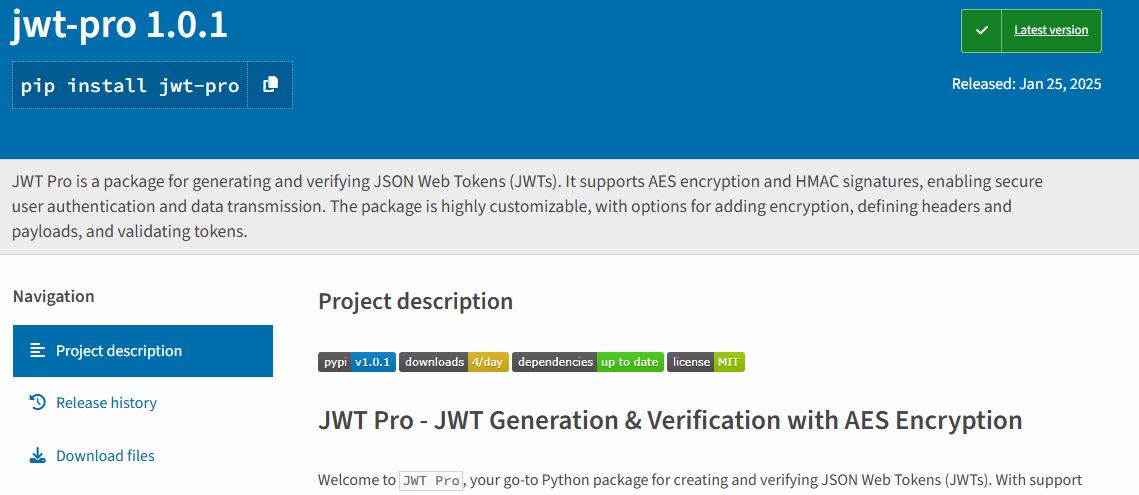 jwt-pro 1.0.1
Latest version
pip install jwt-pro
Released: Jan 25, 2025
JWT Pro is a package for generating and verifying JSON Web Tokens (JWTs). It supports AES encryption and HMAC signatures, enabling secure
user authentication and data transmission. The package is highly customizable, with options for adding encryption, defining headers and
payloads, and validating tokens.
Navigation
Project description
Release history
Download files
Project description
pypi v1.0.1 downloads 4/day dependencies up to date license MIT
JWT Pro - JWT Generation & Verification with AES Encryption
Welcome to JWT Pro, your go-to Python package for creating and verifying JSON Web Tokens (JWTs). With support